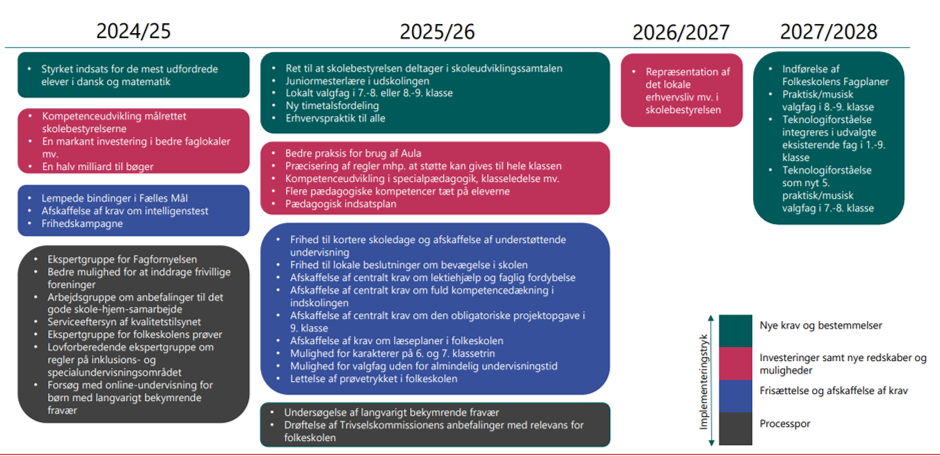 2024/25
2025/26
2026/2027
2027/2028
• Styrket indsats for de mest udfordrede
elever i dansk og matematik
• Kompetenceudvikling målrettet
skolebestyrelserne
• En markant investering i bedre faglokaler
mv.
• En halv milliard til bøger
• Lempede bindinger i Fælles Mål
• Afskaffelse af krav om intelligenstest
• Frihedskampagne
• Ekspertgruppe for Fagfornyelsen
• Bedre mulighed for at inddrage frivillige
foreninger
• Arbejdsgruppe om anbefalinger til det
gode skole-hjem-samarbejde
• Serviceeftersyn af kvalitetstilsynet
• Ekspertgruppe for folkeskolens prøver
• Lovforberedende ekspertgruppe om
regler på inklusions- og
specialundervisningsområdet
• Forsøg med online-undervisning for
børn med langvarigt bekymrende
fravær
• Ret til at skolebestyrelsen deltager i skoleudviklingssamtalen
• Juniormesterlære i udskolingen
• Lokalt valgfag i 7.-8. eller 8.-9. klasse
• Ny timetalsfordeling
• Erhvervspraktik til alle
• Bedre praksis for brug af Aula
• Præcisering af regler mhp. at støtte kan gives til hele klassen
• Kompetenceudvikling i specialpædagogik, klasseledelse mv.
• Flere pædagogiske kompetencer tæt på eleverne
• Pædagogisk indsatsplan
• Frihed til kortere skoledage og afskaffelse af understøttende
undervisning
• Frihed til lokale beslutninger om bevægelse i skolen
• Afskaffelse af centralt krav om lektiehjælp og faglig fordybelse
• Afskaffelse af centralt krav om fuld kompetencedækning i
indskolingen
• Afskaffelse af centralt krav om den obligatoriske projektopgave i
9. klasse
• Afskaffelse af krav om læseplaner i folkeskolen
• Mulighed for karakterer på 6. og 7. klassetrin
• Mulighed for valgfag uden for almindelig undervisningstid
• Lettelse af prøvetrykket i folkeskolen
• Undersøgelse af langvarigt bekymrende fravær
• Drøftelse af Trivselskommissionens anbefalinger med relevans for
folkeskolen
• Repræsentation af
det lokale
erhvervsliv mv. i
skolebestyrelsen
• Indførelse af
Folkeskolens Fagplaner
• Praktisk/musisk
valgfag i 8.-9. klasse
• Teknologiforståelse
integreres i udvalgte
eksisterende fag i 1.-9.
klasse
• Teknologiforståelse
som nyt 5.
praktisk/musisk
valgfag i 7.-8. klasse
Implementeringstryk
Nye krav og bestemmelser
Investeringer samt nye redskaber og
muligheder
Frisættelse og afskaffelse af krav
Processpor